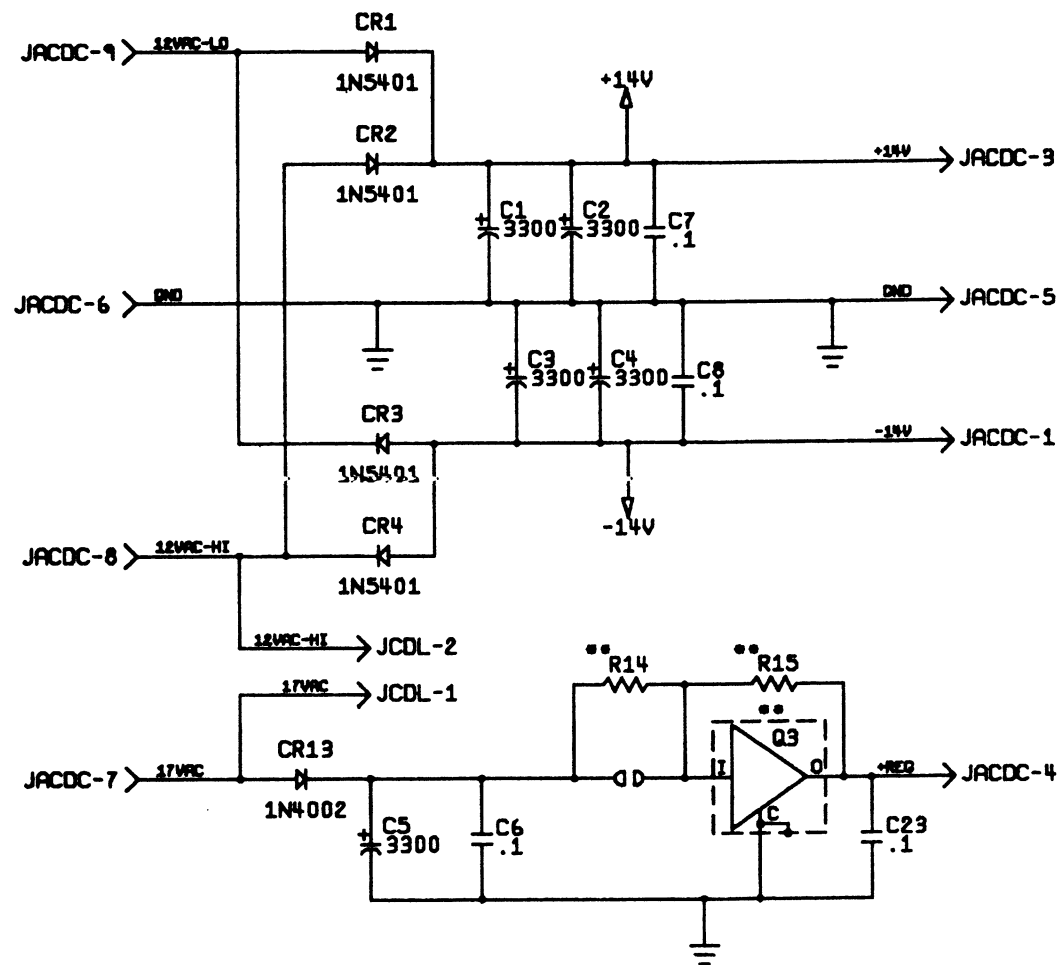 CR1
JACDC-9
12VAC-LO
1N5401
+14V
CR2
1N5401
+14V
JACDC-3
+
C1
3300
+
C2
3300
C7
.1
JACDC-6
GND
GND
JACDC-5
+
C3
3300
+
C4
3300
C8
.1
CR3
1N5401
-14V
JACDC-1
-14V
CR4
JACDC-8
12VAC-HI
1N5401
12VAC-HI
JCDL-2
**
R14
**
R15
17VAC
JCDL-1
**
Q3
CR13
JACDC-7
17VAC
1N4002
I
O
+REG
JACDC-4
C
+
C5
3300
C6
.1
C23
.1